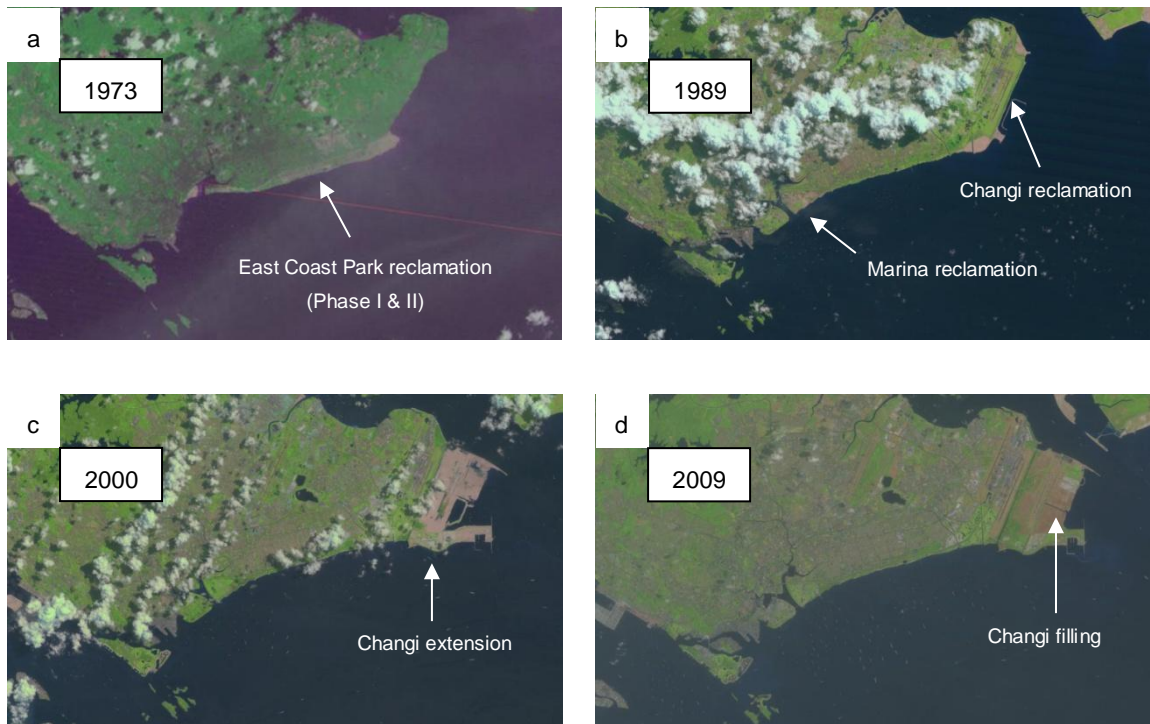 a
1973
East Coast Park reclamation
(Phase I & II)
b
1989
Changi reclamation
Marina reclamation
c
2000
Changi extension
d
2009
Changi filling